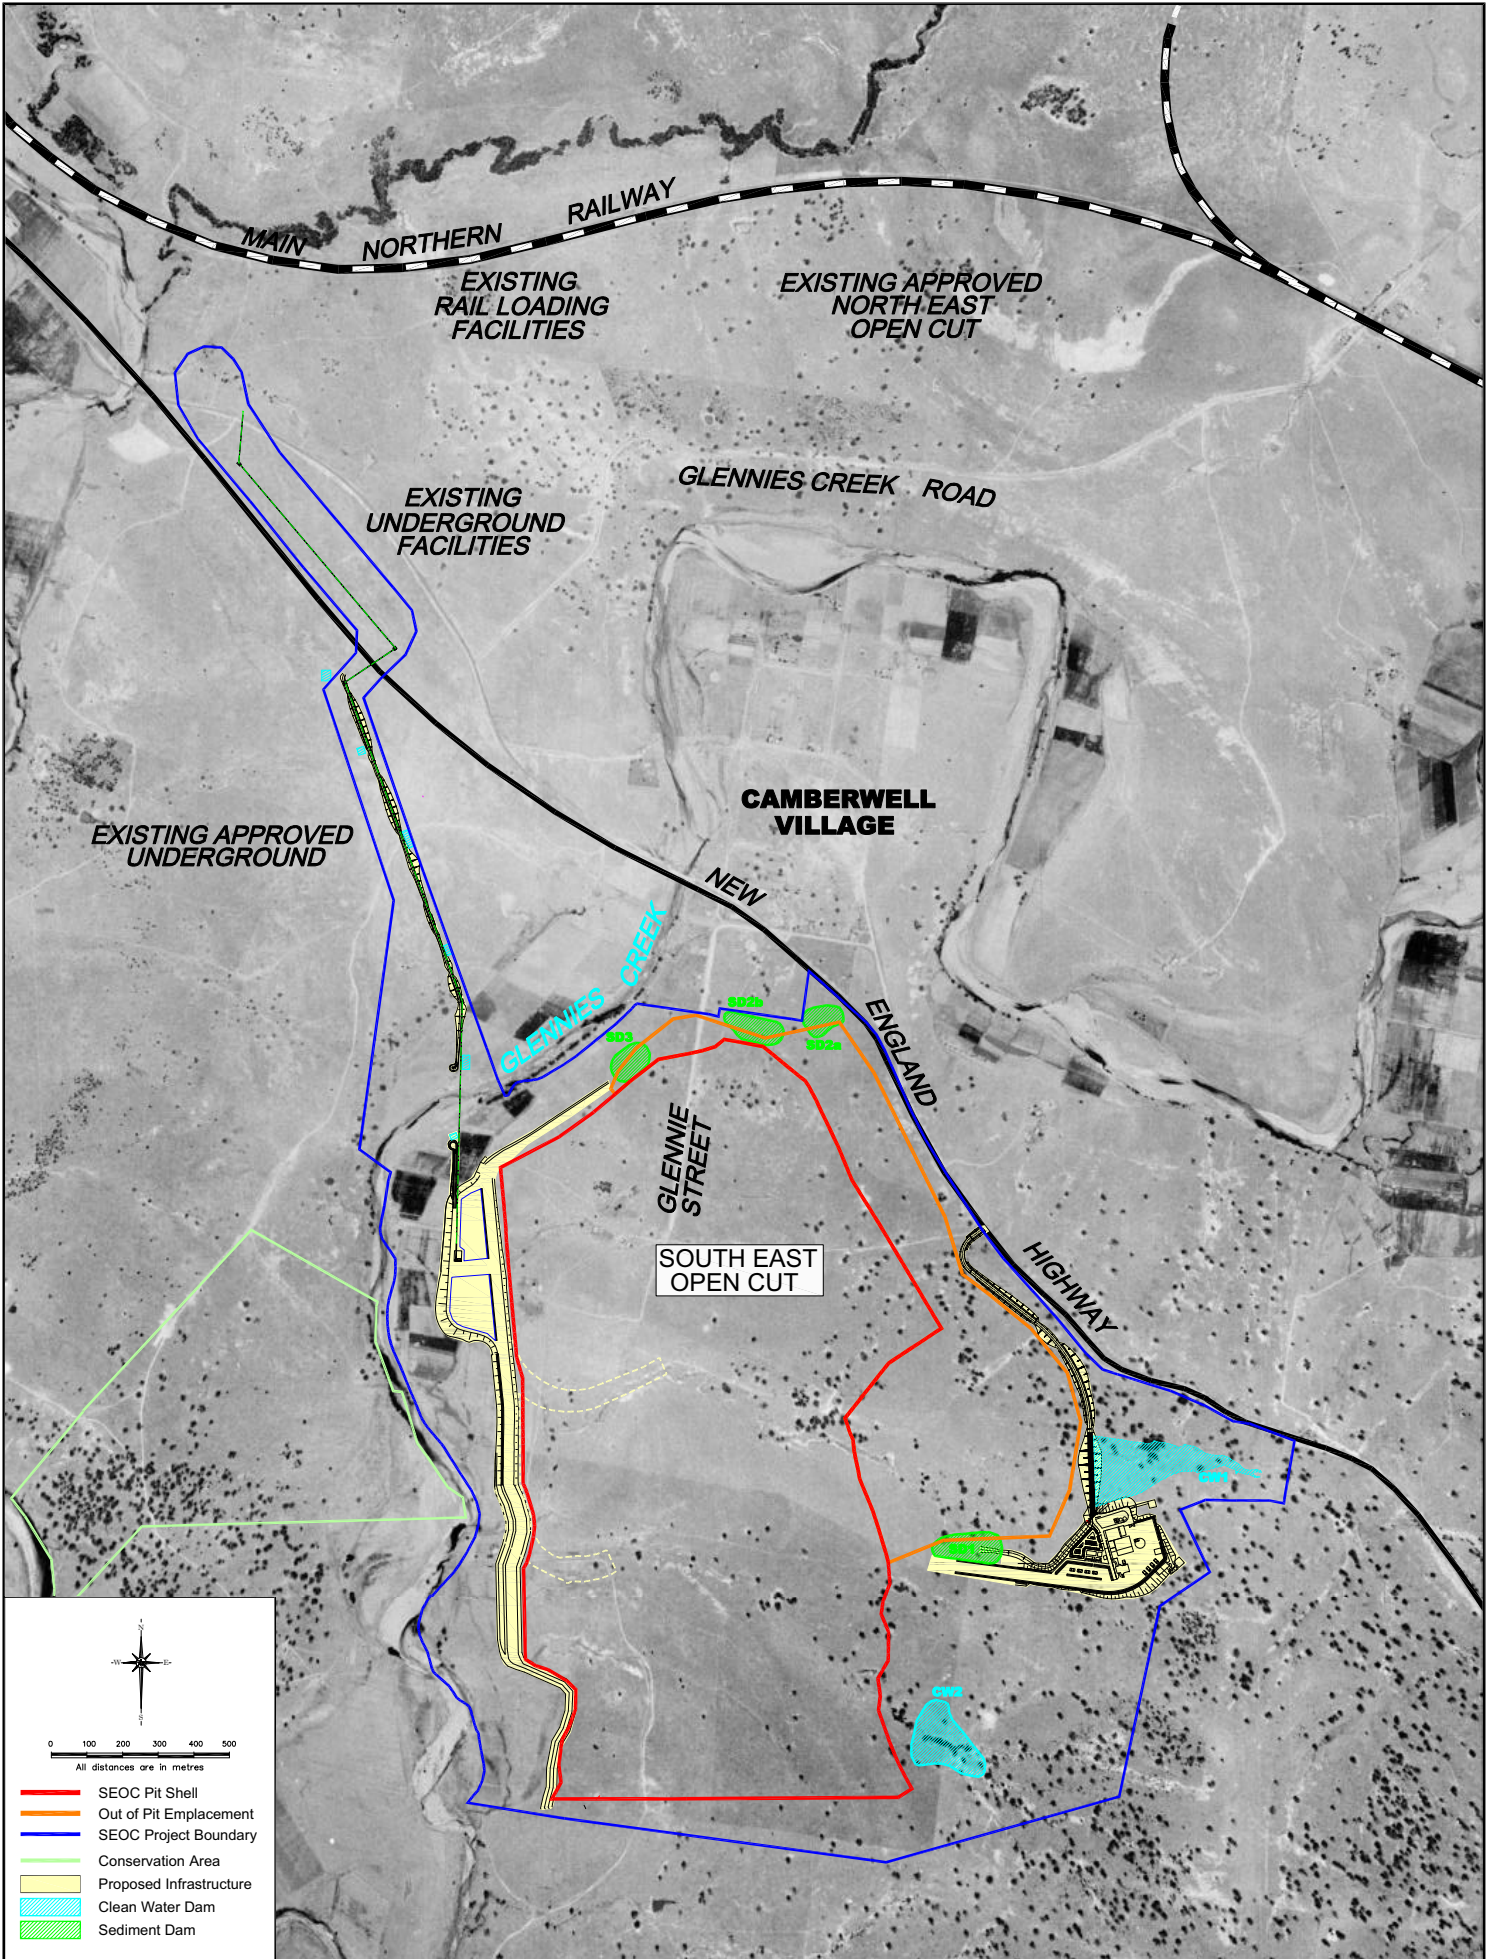 MAIN NORTHERN RAILWAY
EXISTING
RAIL LOADING
FACILITIES
EXISTING APPROVED
NORTH EAST
OPEN CUT
GLENNIES CREEK ROAD
EXISTING
UNDERGROUND
FACILITIES
CAMBERWELL
VILLAGE
EXISTING APPROVED
UNDERGROUND
NEW ENGLAND HIGHWAY
GLENNIES CREEK
SD2b
SD2a
SD3
GLENNIE
STREET
SOUTH EAST
OPEN CUT
CW1
SD1
CW2
N
W
E
S
0 100 200 300 400 500
All distances are in metres
SEOC Pit Shell
Out of Pit Emplacement
SEOC Project Boundary
Conservation Area
Proposed Infrastructure
Clean Water Dam
Sediment Dam